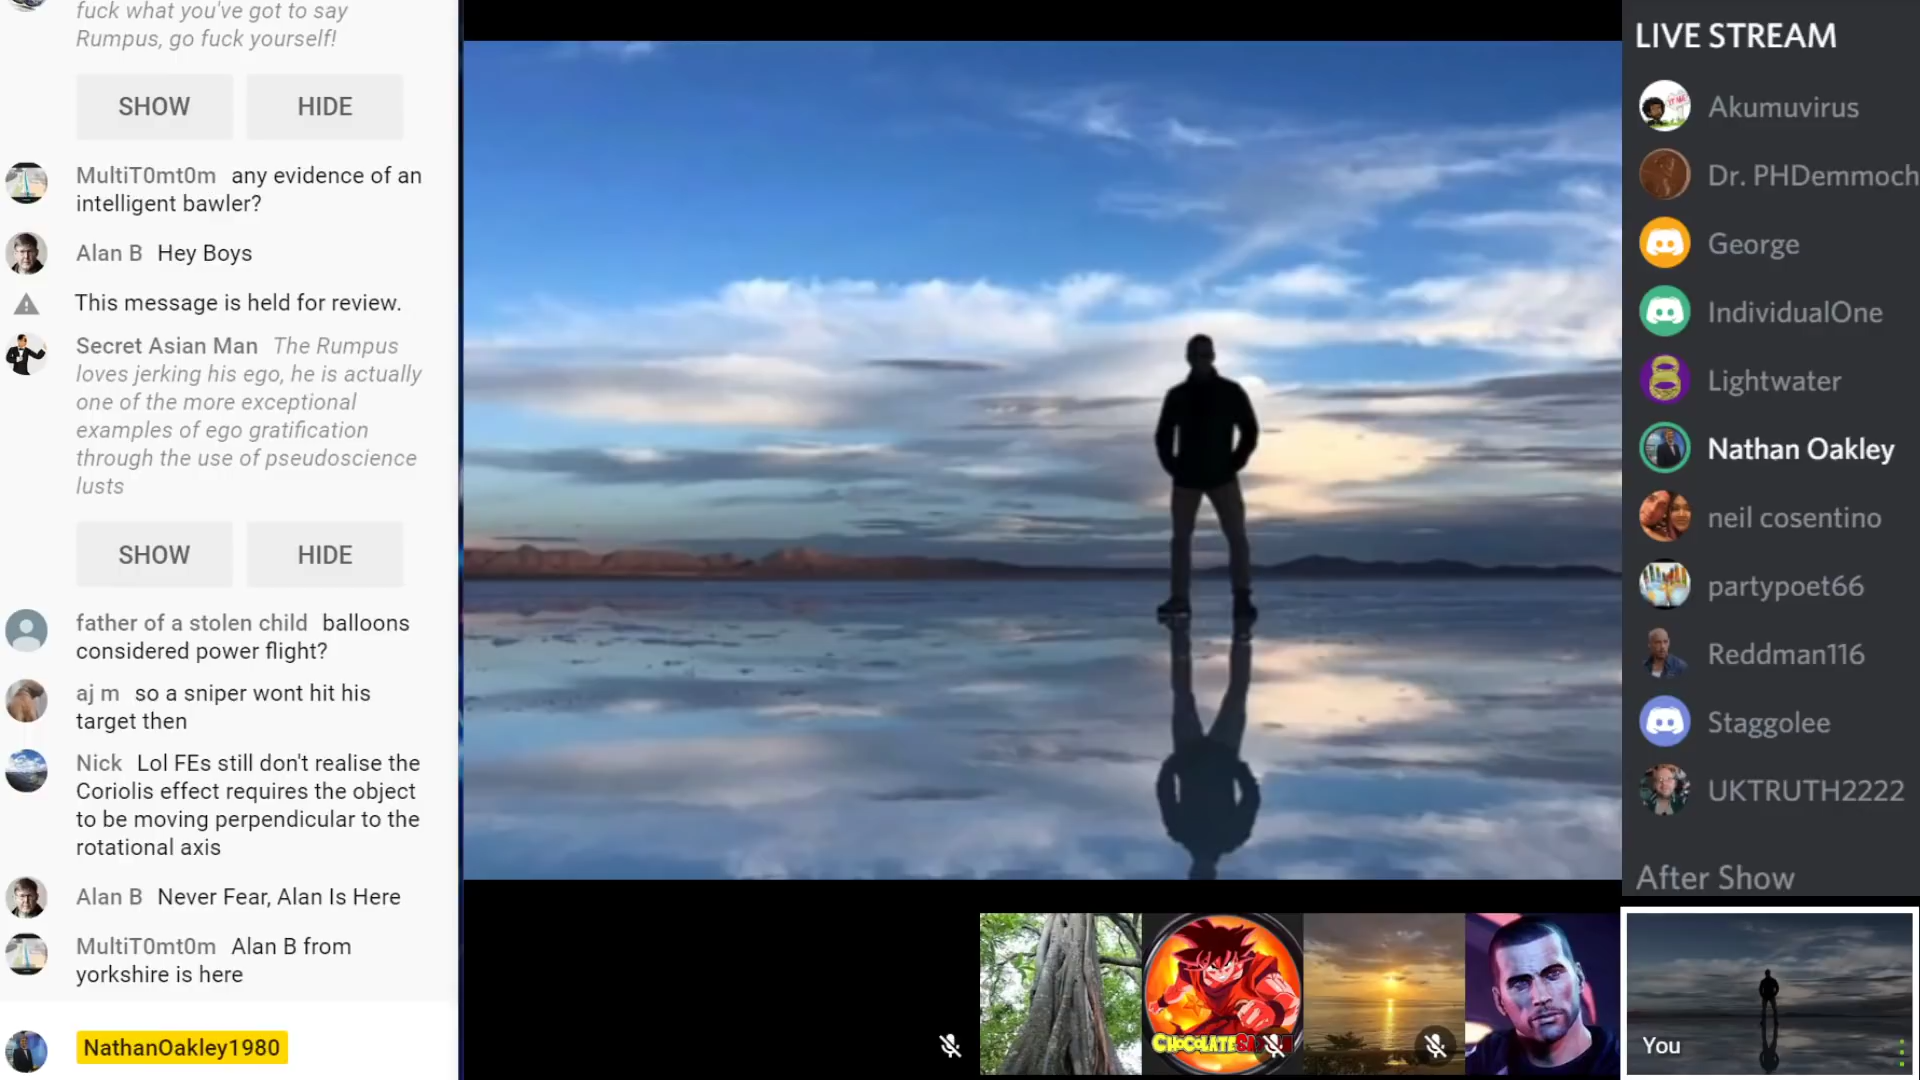 fuck what you've got to say
Rumpus, go fuck yourself!
SHOW HIDE
MultiT0mt0m any evidence of an
intelligent bawler?
Alan B Hey Boys
This message is held for review.
Secret Asian Man The Rumpus
loves jerking his ego, he is actually
one of the more exceptional
examples of ego gratification
through the use of pseudoscience
lusts
SHOW HIDE
father of a stolen child balloons
considered power flight?
aj m so a sniper wont hit his
target then
Nick Lol FEs still don't realise the
Coriolis effect requires the object
to be moving perpendicular to the
rotational axis
Alan B Never Fear, Alan Is Here
MultiT0mt0m Alan B from
yorkshire is here
NathanOakley1980
LIVE STREAM
Akumuvirus
Dr. PHDemmoch
George
IndividualOne
Lightwater
Nathan Oakley
neil cosentino
partypoet66
Reddman116
Staggolee
UKTRUTH2222
After Show
You